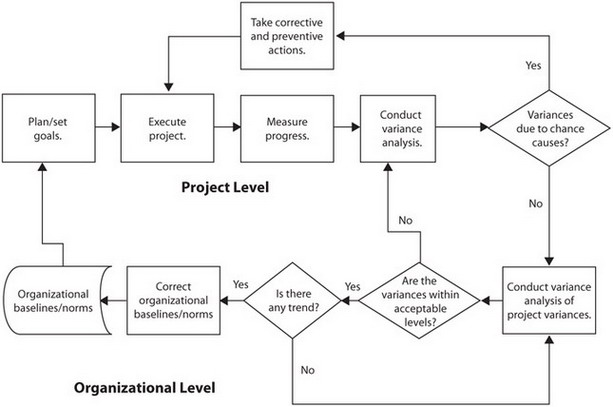 Take corrective
and preventive
actions.
Yes
Plan/set
goals.
Execute
project.
Measure
progress.
Conduct
variance
analysis.
Variances
due to chance
causes?
Project Level
No
No
Organizational
baselines/norms
Correct
organizational
baselines/norms
Yes
Is there
any trend?
Yes
Are the
variances within
acceptable
levels?
Conduct variance
analysis of
project variances.
No
Organizational Level